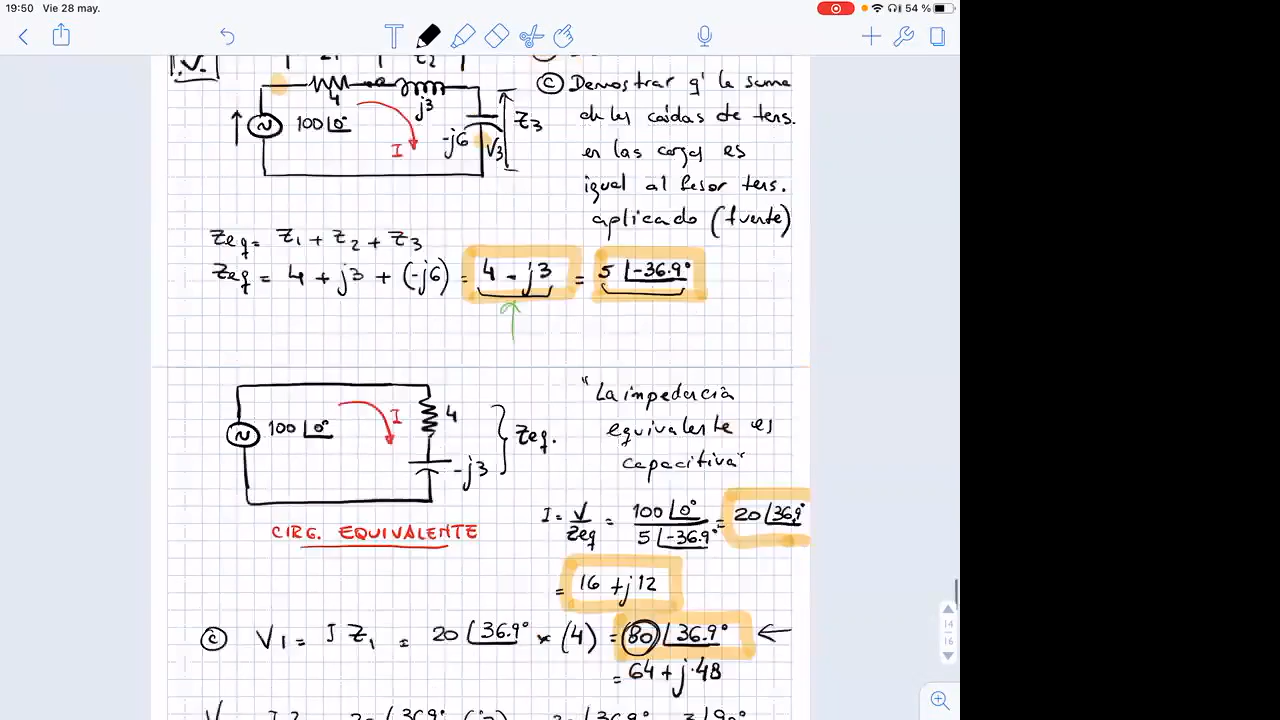 19:50 Vie 28 may.
54 %
T
I.V.
4
j3
100 ∠0°
I
-j6
V3
Z3
ⓒ Demostrar q' la suma
de las caídas de tens.
en las cargas es
igual al fasor tens.
aplicado (fuente)
Zeq = Z1 + Z2 + Z3
Zeq = 4 + j3 + (-j6) = 4 - j3 = 5 ∠-36.9°
100 ∠0°
I
4
-j3
Zeq.
"La impedancia
equivalente es
capacitiva"
CIRC. EQUIVALENTE
I = V/Zeq = 100 ∠0° / 5 ∠-36.9° = 20 ∠36.9°
= 16 + j12
ⓒ V1 = I Z1 = 20 ∠36.9° * (4) = 80 ∠36.9° ←
= 64 + j.48
14
16